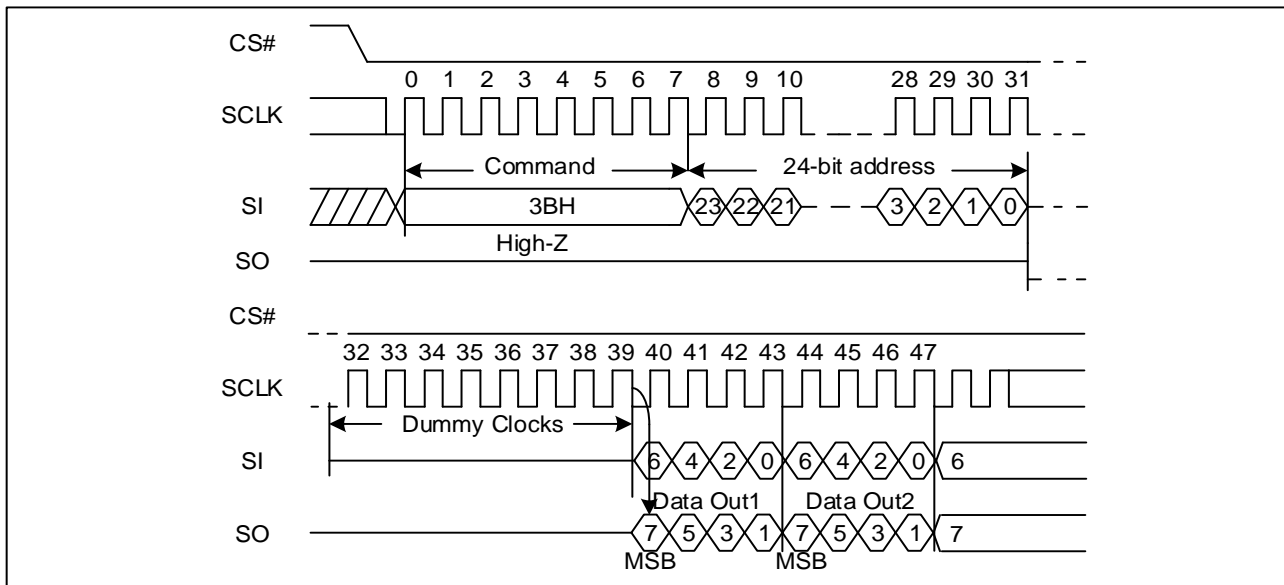 CS#
0 1 2 3 4 5 6 7 8 9 10 28 29 30 31
SCLK
Command 24-bit address
SI 3BH 23 22 21 3 2 1 0
High-Z
SO
CS#
32 33 34 35 36 37 38 39 40 41 42 43 44 45 46 47
SCLK
Dummy Clocks
SI 6 4 2 0 6 4 2 0 6
Data Out1 Data Out2
SO 7 5 3 1 7 5 3 1 7
MSB MSB